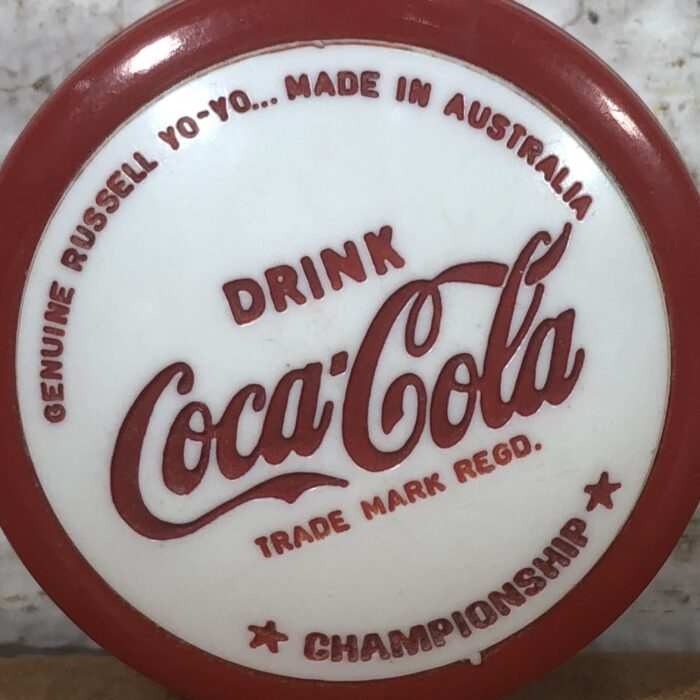 GENUINE RUSSELL YO-YO... MADE IN AUSTRALIA
DRINK
Coca-Cola
TRADE MARK REGD.
★ CHAMPIONSHIP ★